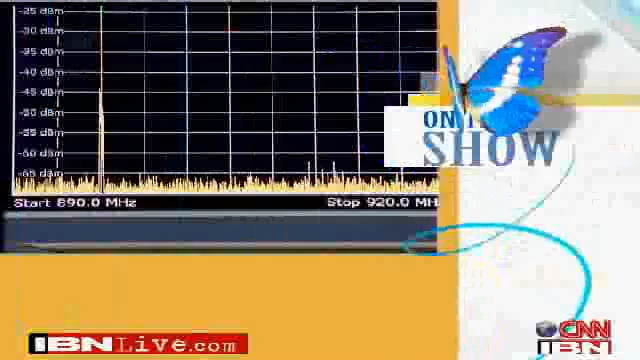 -25 dBm
-30 dBm
-35 dBm
-40 dBm
-45 dBm
-50 dBm
-55 dBm
-60 dBm
-65 dBm
Start 890.0 MHz
Stop 920.0 MH
ON
SHOW
IBNLive.com
CNN
IBN